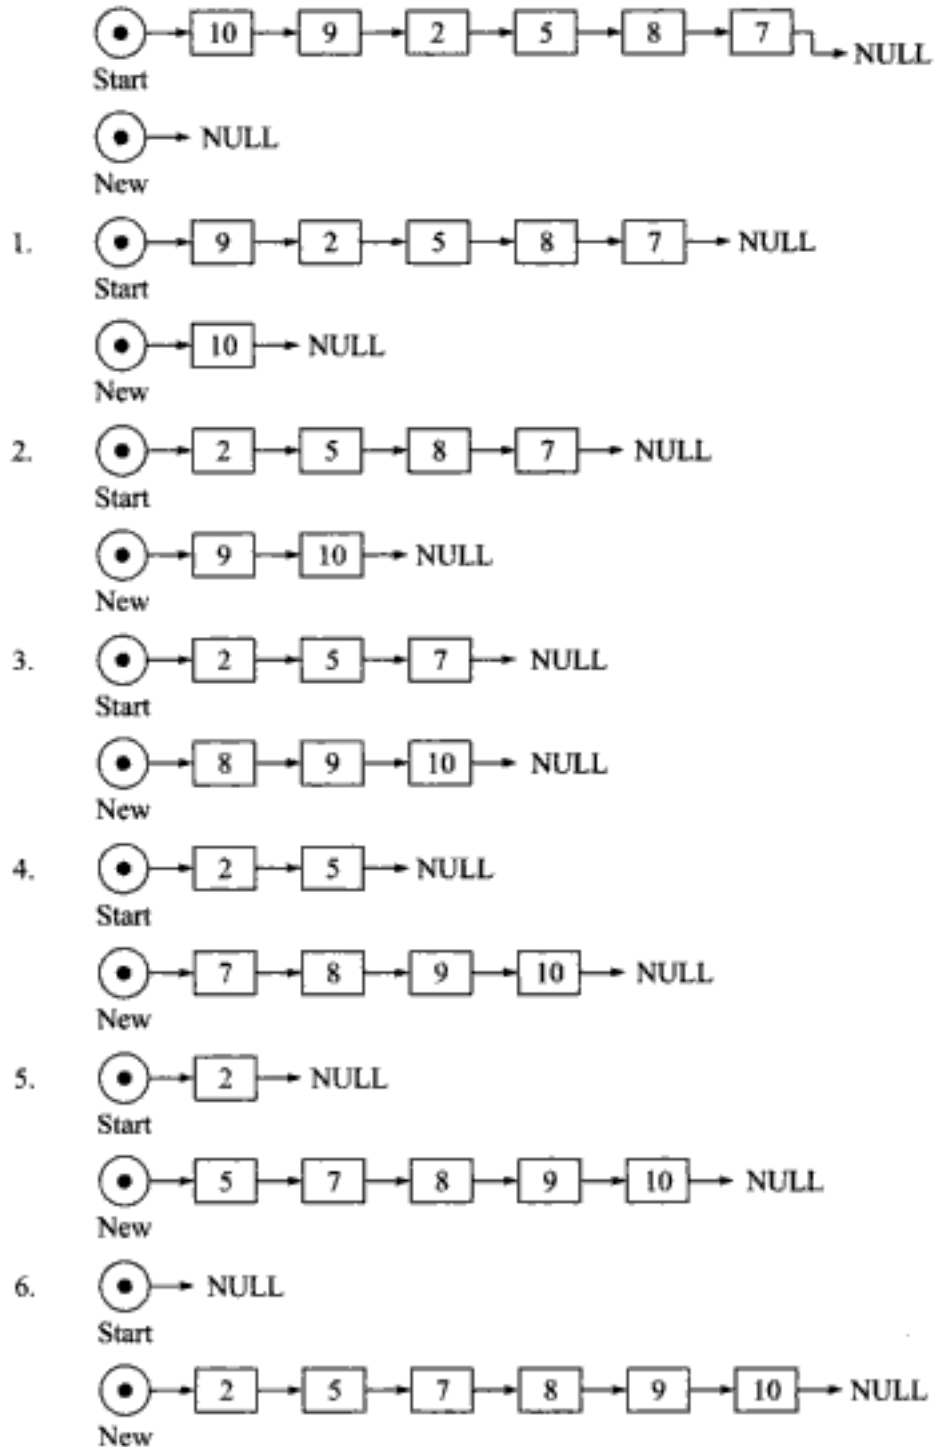 10 9 2 5 8 7 NULL
Start
NULL
New
1. 9 2 5 8 7 NULL
Start
10 NULL
New
2. 2 5 8 7 NULL
Start
9 10 NULL
New
3. 2 5 7 NULL
Start
8 9 10 NULL
New
4. 2 5 NULL
Start
7 8 9 10 NULL
New
5. 2 NULL
Start
5 7 8 9 10 NULL
New
6. NULL
Start
2 5 7 8 9 10 NULL
New